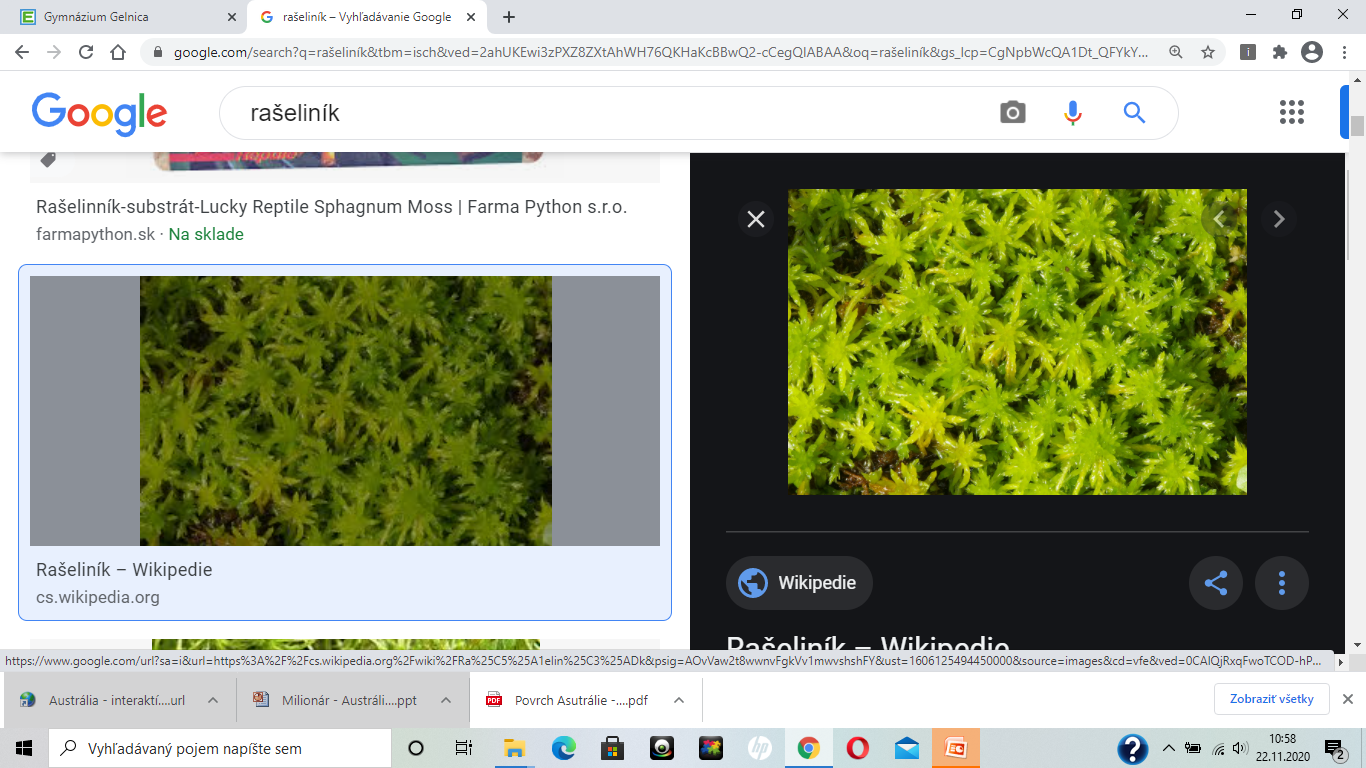 Gymnázium Gelnica
rašeliník – Vyhľadávanie Google
google.com/search?q=rašeliník&tbm=isch&ved=2ahUKEwi3zPXZ8ZXtAhWH76QKHaKcBBwQ2-cCegQIABAA&oq=rašeliník&gs_lcp=CgNpbWcQA1Dt_QFYkY...
Google
rašeliník
Rašelinník-substrát-Lucky Reptile Sphagnum Moss | Farma Python s.r.o.
farmapython.sk · Na sklade
Rašeliník – Wikipedie
cs.wikipedia.org
Wikipedie
Rašeliník – Wikipedie
https://www.google.com/url?sa=i&url=https%3A%2F%2Fcs.wikipedia.org%2Fwiki%2FRa%25C5%25A1elin%25C3%25ADk&psig=AOvVaw2t8wwnvFgkVv1mwvshshFY&ust=1606125494450000&source=images&cd=vfe&ved=0CAIQjRxqFwoTCOD-hP...
Austrália - interaktí....url
Milionár - Austráli....ppt
PDF
Povrch Asutrálie -....pdf
Zobraziť všetky
Vyhľadávaný pojem napíšte sem
hp
10:58
22.11.2020
2